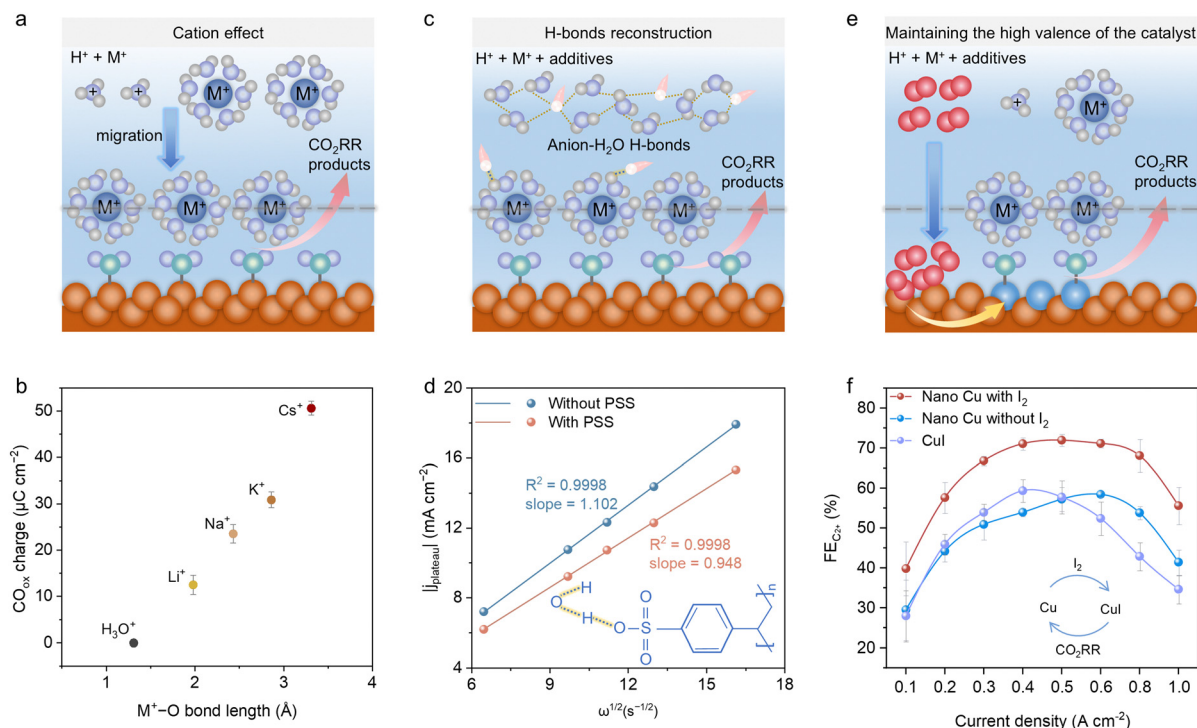 a
Cation effect
H⁺ + M⁺
+
+
M⁺
M⁺
migration
CO₂RR
products
M⁺
M⁺
M⁺
c
H-bonds reconstruction
H⁺ + M⁺ + additives
Anion-H₂O H-bonds
CO₂RR
products
M⁺
M⁺
M⁺
e
Maintaining the high valence of the catalyst
H⁺ + M⁺ + additives
+
M⁺
CO₂RR
products
M⁺
M⁺
b
COₒₓ charge (μC cm⁻²)
50
40
30
20
10
0
Cs⁺
K⁺
Na⁺
Li⁺
H₃O⁺
1
2
3
4
M⁺−O bond length (Å)
d
|j_plateau| (mA cm⁻²)
20
16
12
8
4
Without PSS
With PSS
R² = 0.9998
slope = 1.102
R² = 0.9998
slope = 0.948
H
O
H
O
S
O
O
n
6
9
12
15
18
ω^1/2(s⁻¹/²)
f
FE_C₂₊ (%)
80
70
60
50
40
30
20
Nano Cu with I₂
Nano Cu without I₂
CuI
I₂
Cu
CuI
CO₂RR
0.1
0.2
0.3
0.4
0.5
0.6
0.8
1.0
Current density (A cm⁻²)